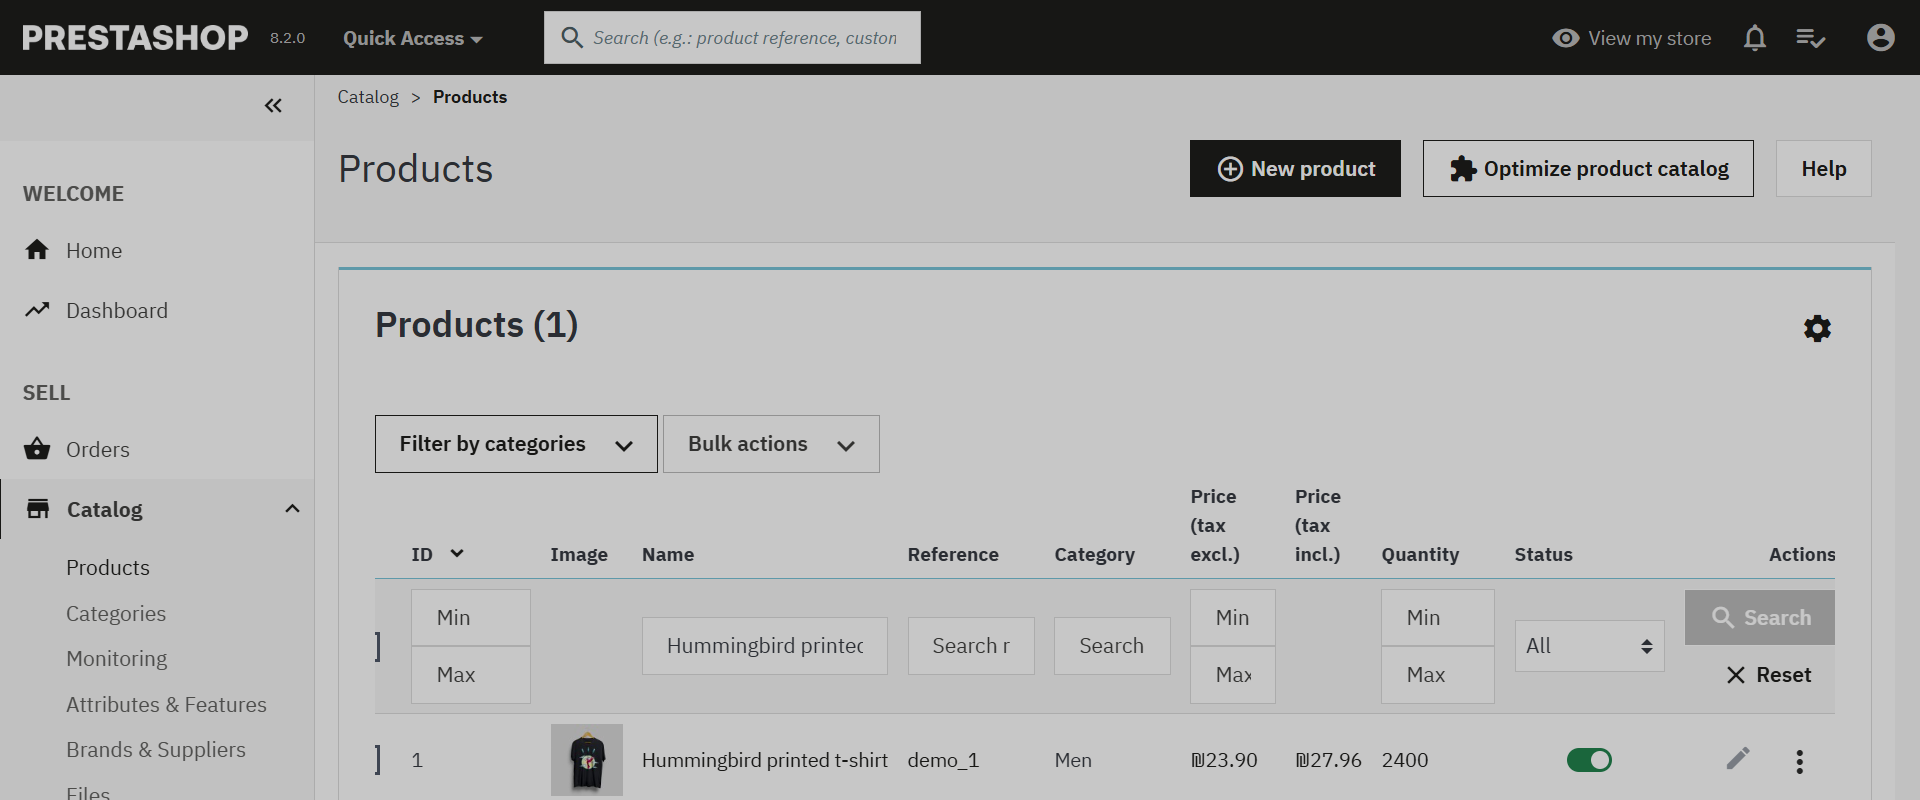 PRESTASHOP 8.2.0 Quick Access Search (e.g.: product reference, custon View my store
Catalog > Products
Products
New product Optimize product catalog Help
WELCOME
Home
Dashboard
SELL
Orders
Catalog
Products
Categories
Monitoring
Attributes & Features
Brands & Suppliers
Files
Products (1)
Filter by categories Bulk actions
ID Image Name Reference Category Price (tax excl.) Price (tax incl.) Quantity Status Actions
Min Min Min Search
Hummingbird printec Search r Search All
Max Max Max Reset
1 Hummingbird printed t-shirt demo_1 Men ₪23.90 ₪27.96 2400